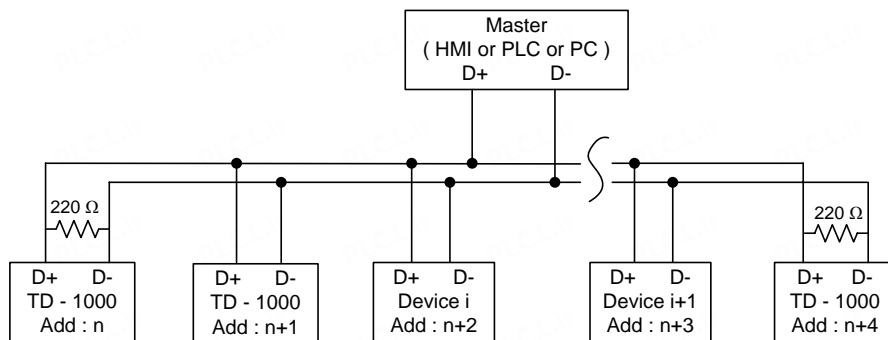 Master
( HMI or PLC or PC )
D+ D-
220 Ω
220 Ω
D+ D-
TD - 1000
Add : n
D+ D-
TD - 1000
Add : n+1
D+ D-
Device i
Add : n+2
D+ D-
Device i+1
Add : n+3
D+ D-
TD - 1000
Add : n+4